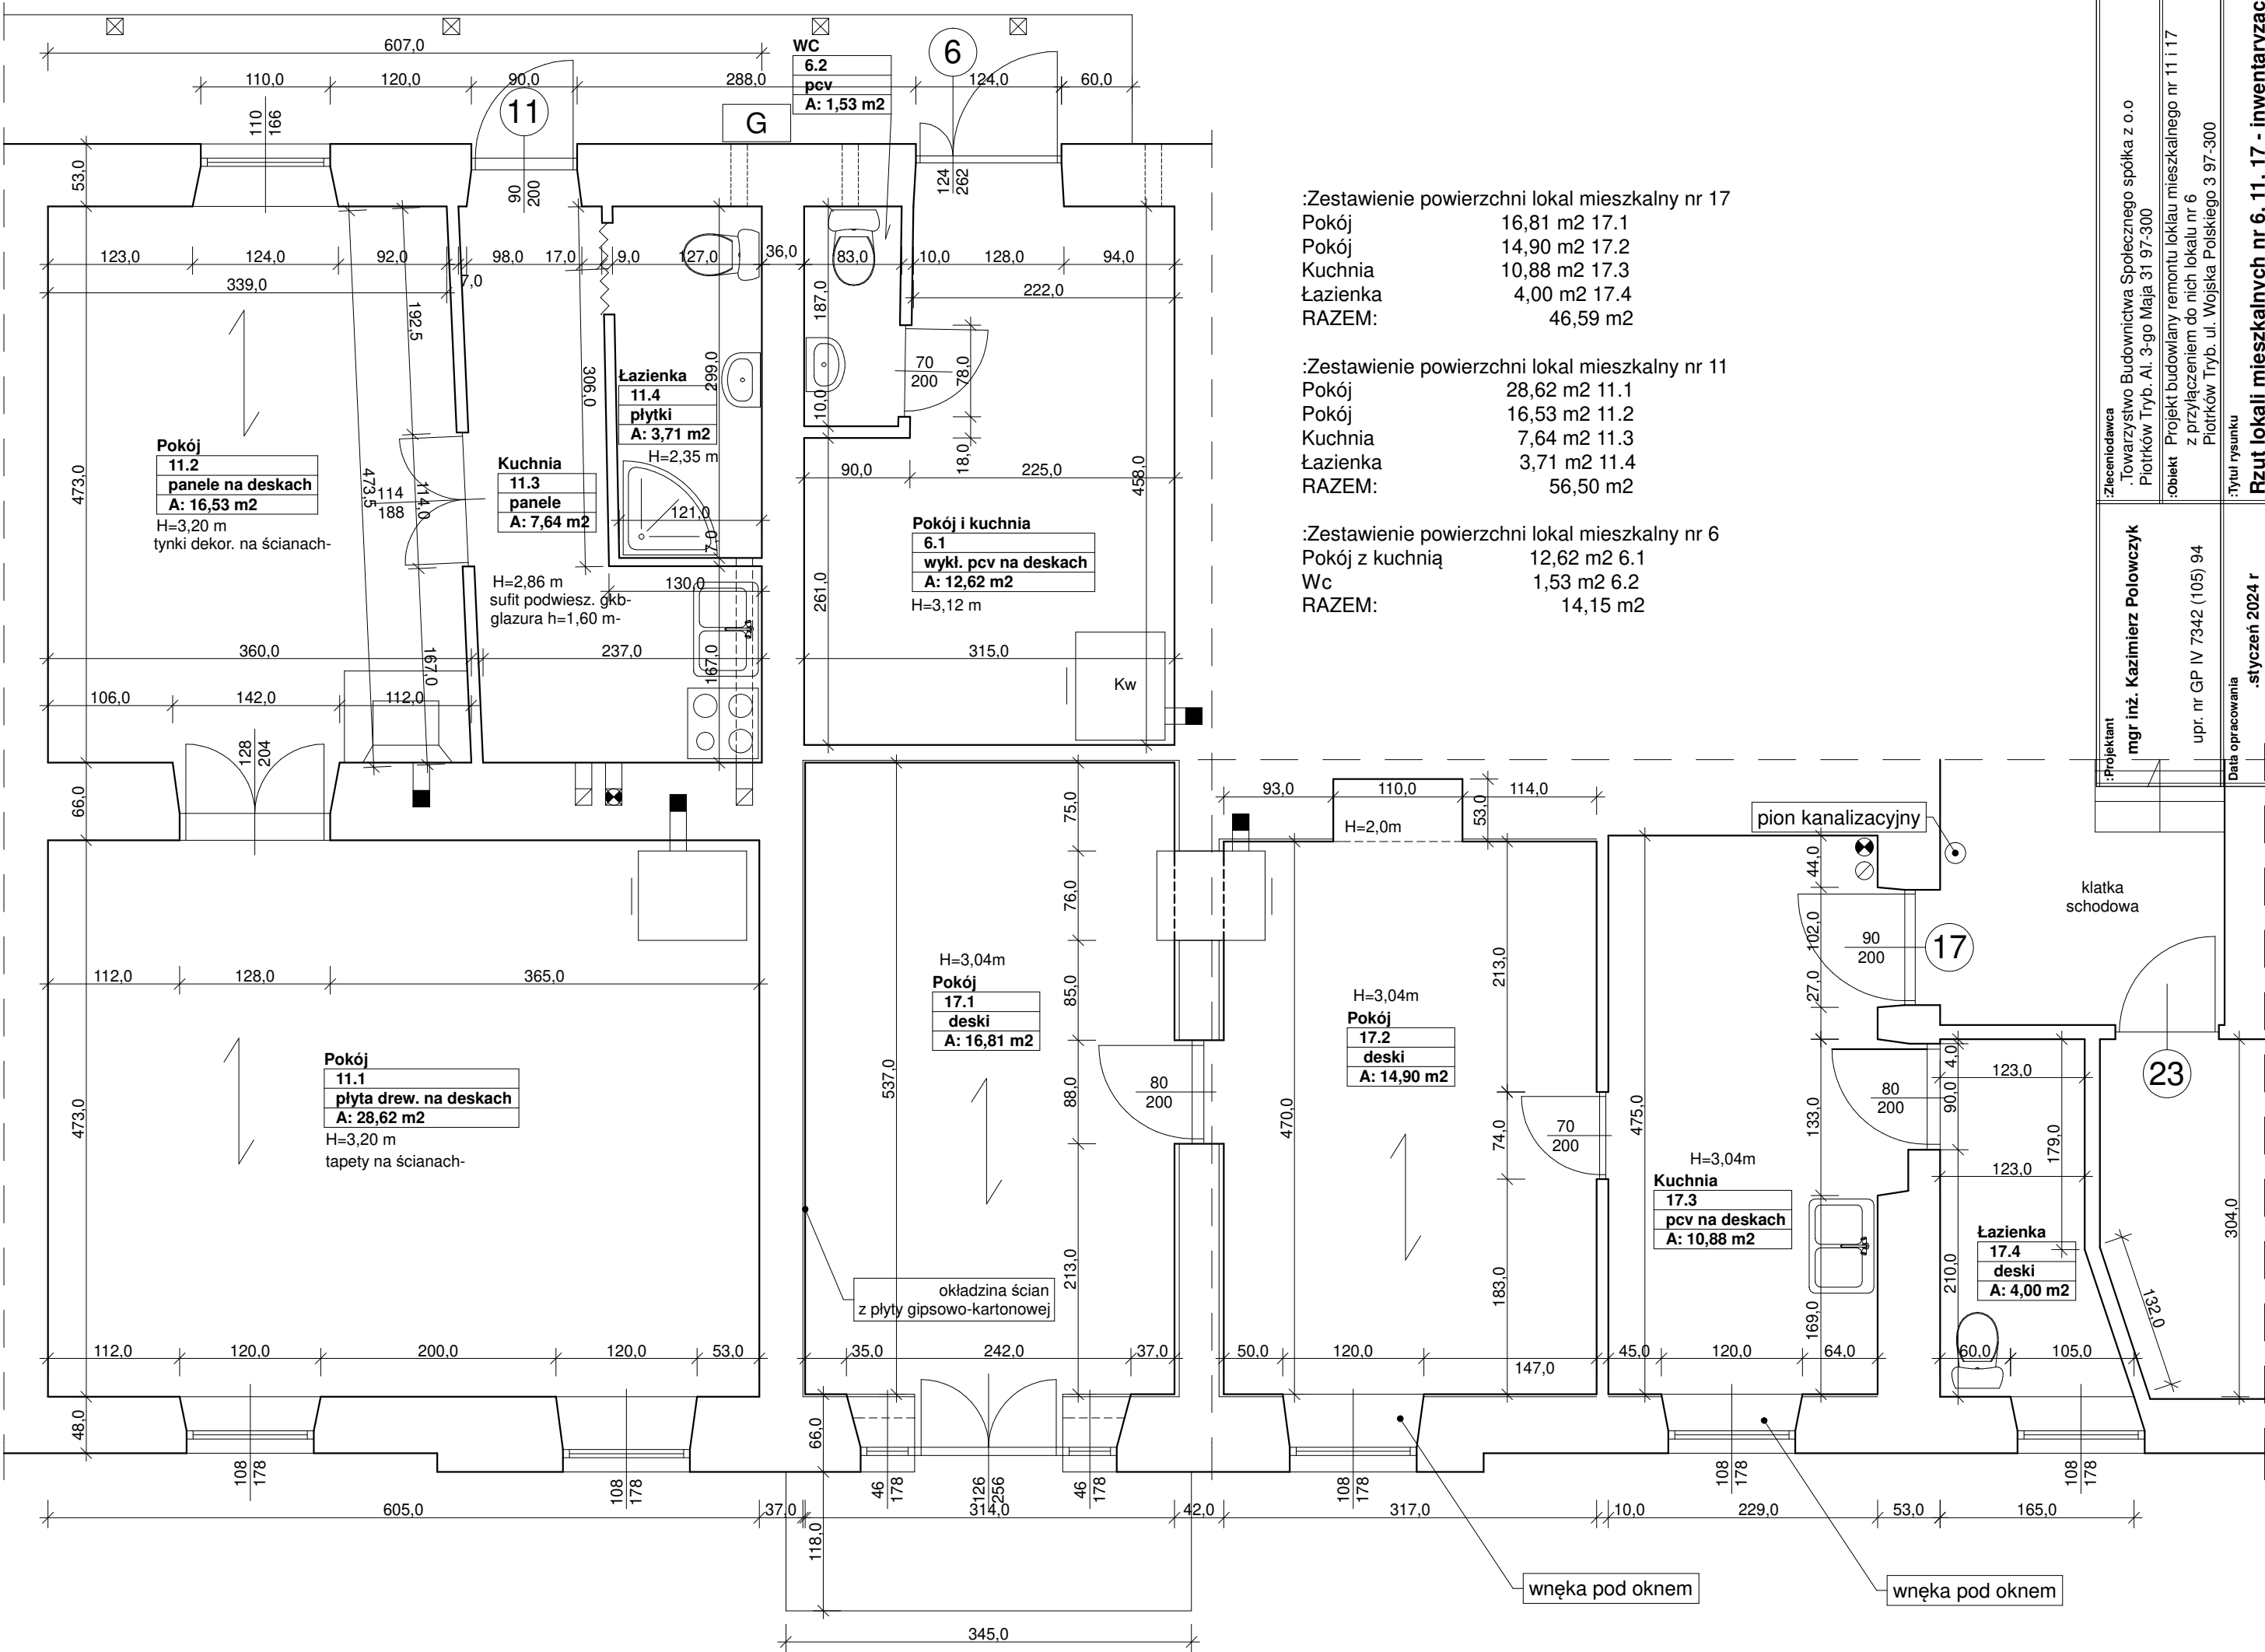 607,0
110,0
120,0
90,0
288,0
124,0
60,0
WC
6.2
pcv
A: 1,53 m2
6
11
G
110
166
90
200
124
262
53,0
123,0
124,0
92,0
7,0
98,0
17,0
9,0
127,0
36,0
83,0
10,0
128,0
94,0
339,0
222,0
192,5
473,5
114,0
167,0
114
188
306,0
299,0
187,0
10,0
70
200
78,0
18,0
458,0
473,0
Pokój
11.2
panele na deskach
A: 16,53 m2
H=3,20 m
tynki dekor. na ścianach-
Kuchnia
11.3
panele
A: 7,64 m2
H=2,86 m
sufit podwiesz. gkb-
glazura h=1,60 m-
Łazienka
11.4
płytki
A: 3,71 m2
H=2,35 m
121,0
7,0
130,0
167,0
90,0
225,0
Pokój i kuchnia
6.1
wykł. pcv na deskach
A: 12,62 m2
H=3,12 m
261,0
315,0
Kw
360,0
237,0
106,0
142,0
112,0
128
204
66,0
:Zestawienie powierzchni lokal mieszkalny nr 17
Pokój 16,81 m2 17.1
Pokój 14,90 m2 17.2
Kuchnia 10,88 m2 17.3
Łazienka 4,00 m2 17.4
RAZEM: 46,59 m2
:Zestawienie powierzchni lokal mieszkalny nr 11
Pokój 28,62 m2 11.1
Pokój 16,53 m2 11.2
Kuchnia 7,64 m2 11.3
Łazienka 3,71 m2 11.4
RAZEM: 56,50 m2
:Zestawienie powierzchni lokal mieszkalny nr 6
Pokój z kuchnią 12,62 m2 6.1
Wc 1,53 m2 6.2
RAZEM: 14,15 m2
:Zleceniodawca
.Towarzystwo Budownictwa Społecznego spółka z o.o
Piotrków Tryb. Al. 3-go Maja 31 97-300
:Obiekt Projekt budowlany remontu loklau mieszkalnego nr 11 i 17
z przyłączeniem do nich lokalu nr 6
Piotrków Tryb. ul. Wojska Polskiego 3 97-300
:Tytuł rysunku
Rzut lokali mieszkalnych nr 6, 11, 17 - inwentaryzac
:Projektant
mgr inż. Kazimierz Polowczyk
upr. nr GP IV 7342 (105) 94
Data opracowania
.styczeń 2024 r
93,0
110,0
114,0
53,0
H=2,0m
pion kanalizacyjny
klatka
schodowa
75,0
76,0
85,0
88,0
213,0
537,0
112,0
128,0
365,0
473,0
Pokój
11.1
płyta drew. na deskach
A: 28,62 m2
H=3,20 m
tapety na ścianach-
H=3,04m
Pokój
17.1
deski
A: 16,81 m2
80
200
okładzina ścian
z płyty gipsowo-kartonowej
H=3,04m
Pokój
17.2
deski
A: 14,90 m2
470,0
213,0
74,0
183,0
70
200
475,0
H=3,04m
Kuchnia
17.3
pcv na deskach
A: 10,88 m2
44,0
102,0
27,0
133,0
169,0
90
200
17
80
200
4,0
90,0
210,0
123,0
123,0
179,0
Łazienka
17.4
deski
A: 4,00 m2
23
304,0
132,0
112,0
120,0
200,0
120,0
53,0
35,0
242,0
37,0
50,0
120,0
147,0
45,0
120,0
64,0
60,0
105,0
48,0
66,0
108
178
108
178
46
178
126
256
46
178
108
178
108
178
108
178
605,0
37,0
3
314,0
42,0
317,0
10,0
229,0
53,0
165,0
118,0
345,0
wnęka pod oknem
wnęka pod oknem